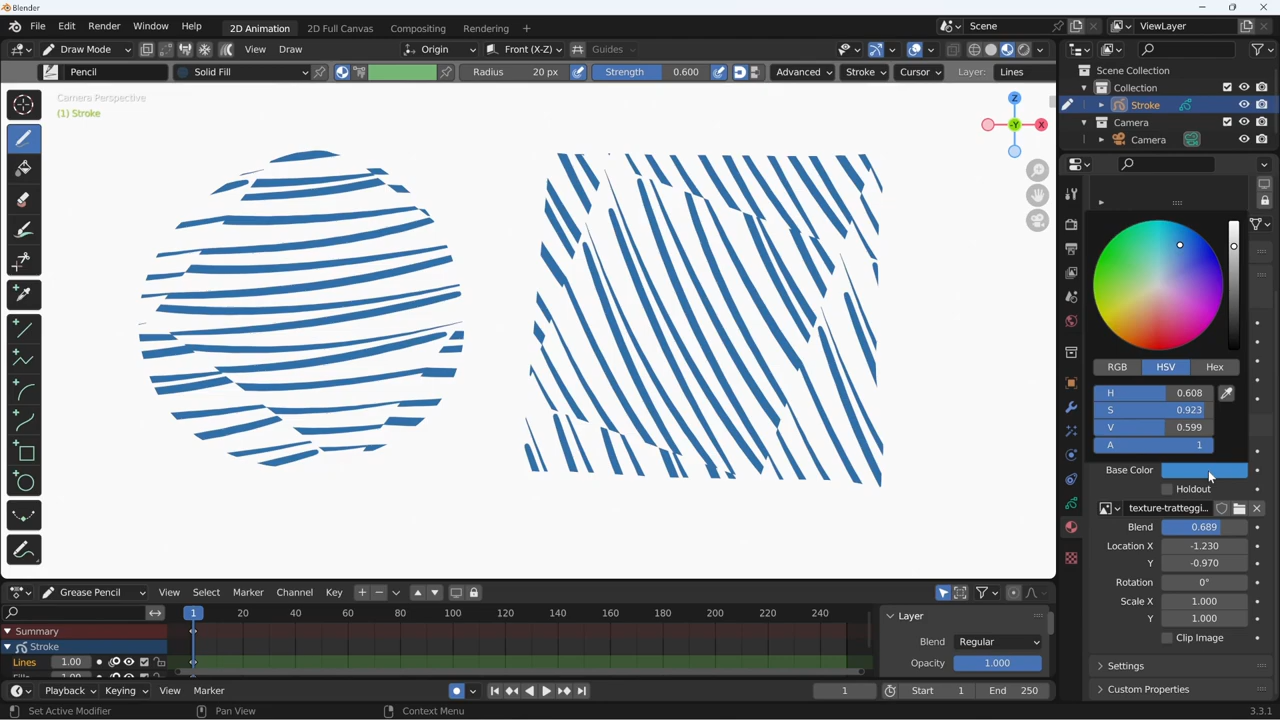 Blender
File Edit Render Window Help 2D Animation 2D Full Canvas Compositing Rendering Scene ViewLayer
Draw Mode View Draw Origin Front (X-Z) Guides
Pencil Solid Fill Radius 20 px Strength 0.600 Advanced Stroke Cursor Layer: Lines
Camera Perspective
(1) Stroke
Z
-Y X
Scene Collection
Collection
Stroke
Camera
Camera
RGB HSV Hex
H 0.608
S 0.923
V 0.599
A 1
Base Color
Holdout
texture-tratteggi...
Blend 0.689
Location X -1.230
Y -0.970
Rotation 0°
Scale X 1.000
Y 1.000
Clip Image
Settings
Custom Properties
Grease Pencil View Select Marker Channel Key
1 20 40 60 80 100 120 140 160 180 200 220 240
Summary
Stroke
Lines 1.00
Layer
Blend Regular
Opacity 1.000
Playback Keying View Marker 1 Start 1 End 250
Set Active Modifier Pan View Context Menu 3.3.1